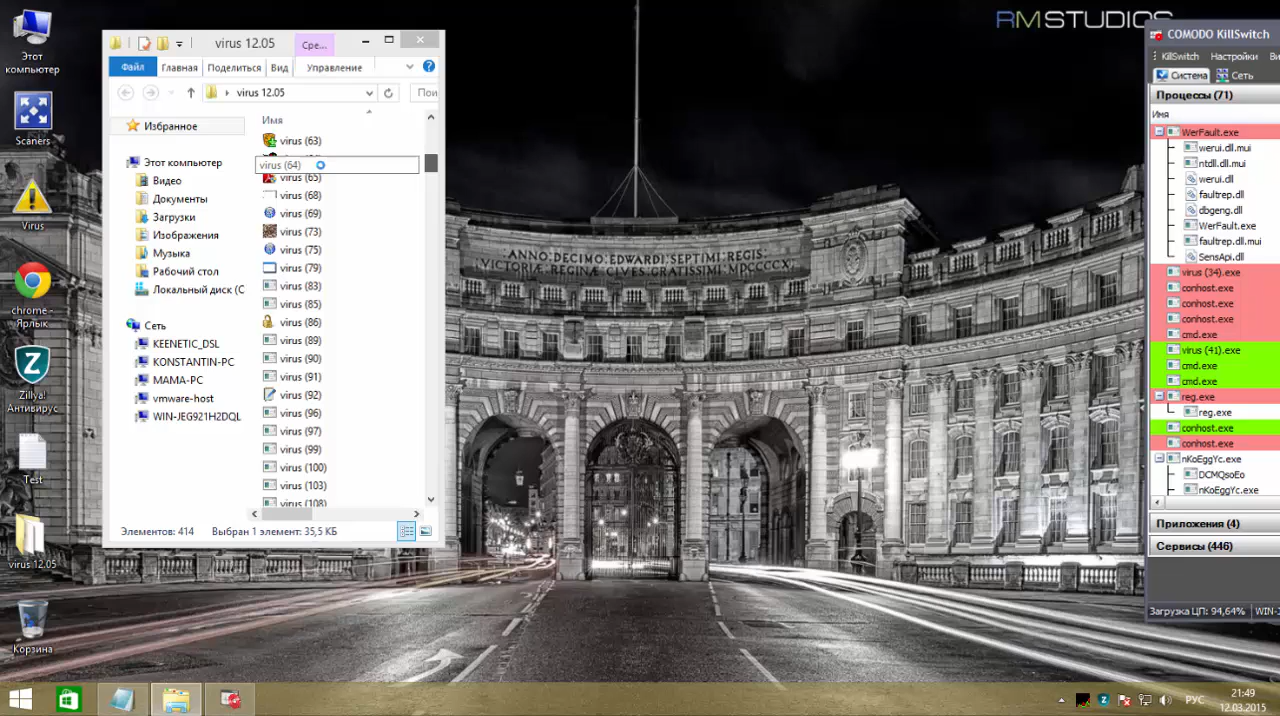 RMSTUDIOS
Этот
компьютер
Scaners
Virus
chrome -
Ярлык
Zillya!
Антивирус
Test
virus 12.05
Корзина
virus 12.05
Сре...
Файл
Главная
Поделиться
Вид
Управление
virus 12.05
Пои
Имя
Избранное
Этот компьютер
Видео
Документы
Загрузки
Изображения
Музыка
Рабочий стол
Локальный диск (С
Сеть
KEENETIC_DSL
KONSTANTIN-PC
MAMA-PC
vmware-host
WIN-JEG921H2DQL
virus (63)
virus (64)
virus (65)
virus (68)
virus (69)
virus (73)
virus (75)
virus (79)
virus (83)
virus (85)
virus (86)
virus (89)
virus (90)
virus (91)
virus (92)
virus (96)
virus (97)
virus (99)
virus (100)
virus (103)
virus (108)
Элементов: 414
Выбран 1 элемент: 35,5 КБ
ANNO·DECIMO·EDWARDI·SEPTIMI·REGIS
REGINÆ·CIVES·GRATISSIMI·MDCCCCX
COMODO KillSwitch
KillSwitch
Настройки
Ви
Система
Сеть
Процессы (71)
Имя
WerFault.exe
werui.dll.mui
ntdll.dll.mui
werui.dll
faultrep.dll
dbgeng.dll
WerFault.exe
faultrep.dll.mui
SensApi.dll
virus (34).exe
conhost.exe
conhost.exe
conhost.exe
cmd.exe
virus (41).exe
cmd.exe
cmd.exe
reg.exe
reg.exe
conhost.exe
conhost.exe
nKoEggYc.exe
DCMQsoEo
nKoEggYc.exe
Приложения (4)
Сервисы (446)
Загрузка ЦП: 94,64%
WIN-
РУС
21:49
12.03.2015